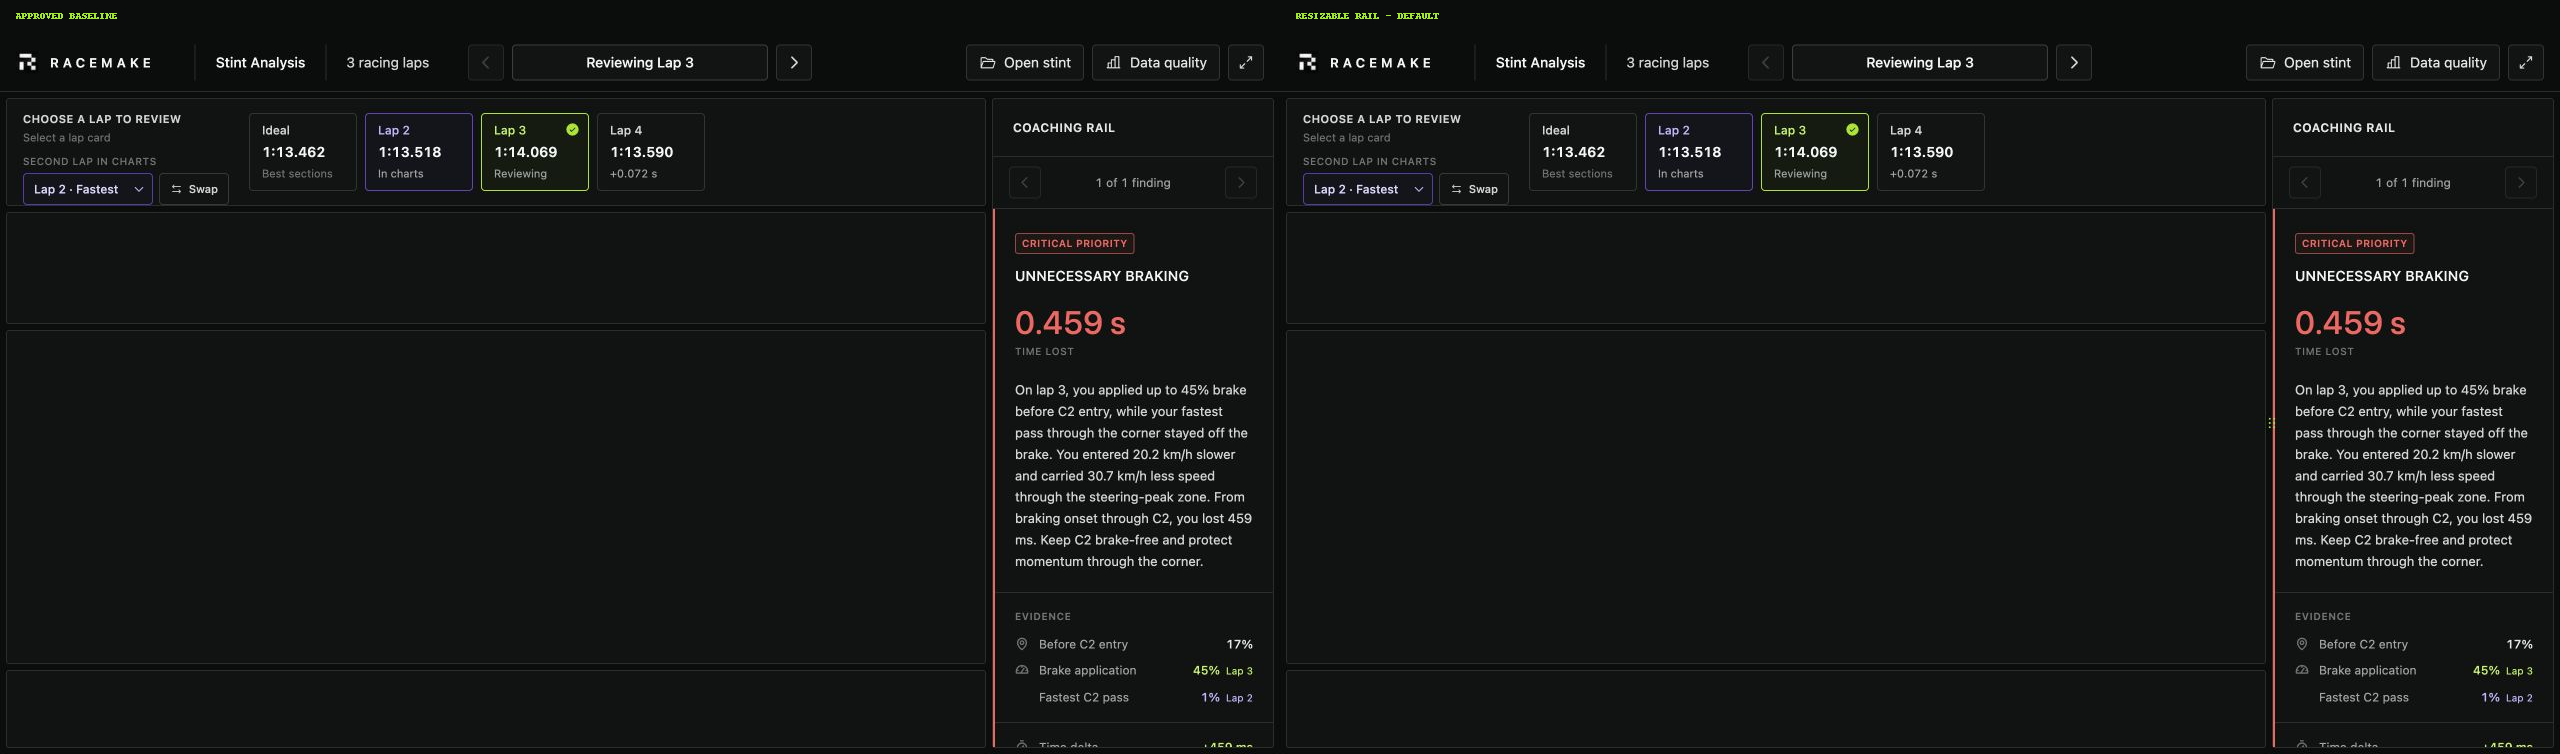 APPROVED BASELINE
RACEMAKE
Stint Analysis
3 racing laps
Reviewing Lap 3
Open stint
Data quality
CHOOSE A LAP TO REVIEW
Select a lap card
SECOND LAP IN CHARTS
Lap 2 · Fastest
Swap
Ideal
1:13.462
Best sections
Lap 2
1:13.518
In charts
Lap 3
1:14.069
Reviewing
Lap 4
1:13.590
+0.072 s
COACHING RAIL
1 of 1 finding
CRITICAL PRIORITY
UNNECESSARY BRAKING
0.459 s
TIME LOST
On lap 3, you applied up to 45% brake
before C2 entry, while your fastest
pass through the corner stayed off the
brake. You entered 20.2 km/h slower
and carried 30.7 km/h less speed
through the steering-peak zone. From
braking onset through C2, you lost 459
ms. Keep C2 brake-free and protect
momentum through the corner.
EVIDENCE
Before C2 entry 17%
Brake application 45% Lap 3
Fastest C2 pass 1% Lap 2
Time delta +459 ms
RESIZABLE RAIL - DEFAULT
RACEMAKE
Stint Analysis
3 racing laps
Reviewing Lap 3
Open stint
Data quality
CHOOSE A LAP TO REVIEW
Select a lap card
SECOND LAP IN CHARTS
Lap 2 · Fastest
Swap
Ideal
1:13.462
Best sections
Lap 2
1:13.518
In charts
Lap 3
1:14.069
Reviewing
Lap 4
1:13.590
+0.072 s
COACHING RAIL
1 of 1 finding
CRITICAL PRIORITY
UNNECESSARY BRAKING
0.459 s
TIME LOST
On lap 3, you applied up to 45% brake
before C2 entry, while your fastest
pass through the corner stayed off the
brake. You entered 20.2 km/h slower
and carried 30.7 km/h less speed
through the steering-peak zone. From
braking onset through C2, you lost 459
ms. Keep C2 brake-free and protect
momentum through the corner.
EVIDENCE
Before C2 entry 17%
Brake application 45% Lap 3
Fastest C2 pass 1% Lap 2
Time delta +459 ms